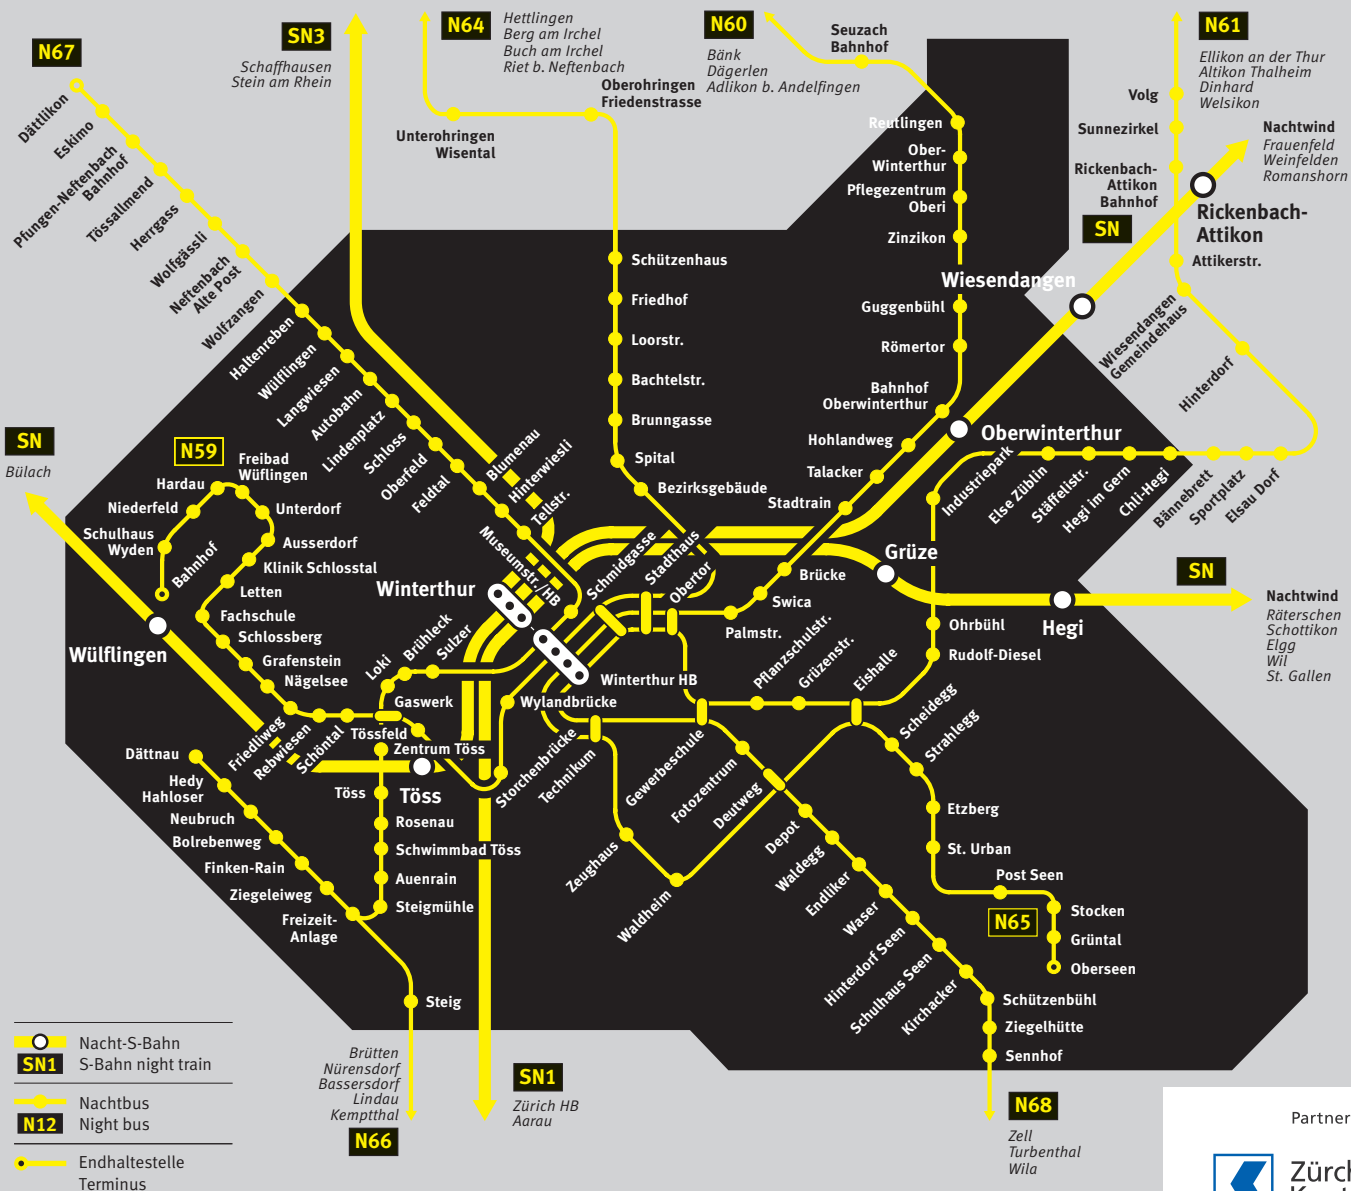 N67
SN3
Schaffhausen
Stein am Rhein
N64
Hettlingen
Berg am Irchel
Buch am Irchel
Riet b. Neftenbach
N60
Bänk
Dägerlen
Adlikon b. Andelfingen
Seuzach
Bahnhof
N61
Ellikon an der Thur
Altikon Thalheim
Dinhard
Welsikon
Nachtwind
Frauenfeld
Weinfelden
Romanshorn
Oberohringen
Friedenstrasse
Unterohringen
Wisental
Volg
Sunnezirkel
Rickenbach-
Attikon
Bahnhof
Rickenbach-
Attikon
SN
Attikerstr.
Wiesendangen
Gemeindehaus
Hinterdorf
Dättlikon
Eskimo
Pfungen-Neftenbach
Bahnhof
Tössallmend
Herrgass
Wolfgässli
Neftenbach
Alte Post
Wolfzangen
Haltenreben
Wülflingen
Langwiesen
Autobahn
Lindenplatz
Schloss
Oberfeld
Feldtal
Blumenau
Hinterwiesli
Tellstr.
Museumstr./HB
Schützenhaus
Friedhof
Loorstr.
Bachtelstr.
Brunngasse
Spital
Bezirksgebäude
Schmidgasse
Stadthaus
Obertor
Reutlingen
Ober-
Winterthur
Pflegezentrum
Oberi
Zinzikon
Wiesendangen
Guggenbühl
Römertor
Bahnhof
Oberwinterthur
Hohlandweg
Talacker
Stadtrain
Brücke
Swica
Palmstr.
Oberwinterthur
Industriepark
Else Züblin
Stäffelistr.
Hegi im Gern
Chli-Hegi
Bännebrett
Sportplatz
Elsau Dorf
SN
Bülach
N59
Freibad
Wüflingen
Hardau
Niederfeld
Schulhaus
Wyden
Bahnhof
Unterdorf
Ausserdorf
Klinik Schlosstal
Letten
Fachschule
Schlossberg
Grafenstein
Nägelsee
Friedliweg
Rebwiesen
Schöntal
Wülflingen
Winterthur
Loki
Brühleck
Sulzer
Gaswerk
Tössfeld
Zentrum Töss
Töss
Winterthur HB
Wylandbrücke
Storchenbrücke
Technikum
Grüze
SN
Hegi
Nachtwind
Räterschen
Schottikon
Elgg
Wil
St. Gallen
Ohrbühl
Rudolf-Diesel
Pflanzschulstr.
Grüzenstr.
Eishalle
Scheidegg
Strahlegg
Etzberg
St. Urban
Post Seen
N65
Stocken
Grüntal
Oberseen
Gewerbeschule
Fotozentrum
Deutweg
Zeughaus
Waldheim
Depot
Waldegg
Endliker
Waser
Hinterdorf Seen
Schulhaus Seen
Kirchacker
Schützenbühl
Ziegelhütte
Sennhof
N68
Zell
Turbenthal
Wila
Dättnau
Hedy
Hahloser
Neubruch
Bolrebenweg
Finken-Rain
Ziegeleiweg
Freizeit-
Anlage
Töss
Rosenau
Schwimmbad Töss
Auenrain
Steigmühle
Steig
Brütten
Nürensdorf
Bassersdorf
Lindau
Kemptthal
N66
SN1
Zürich HB
Aarau
Nacht-S-Bahn
SN1 S-Bahn night train
Nachtbus
N12 Night bus
Endhaltestelle
Terminus
Partner